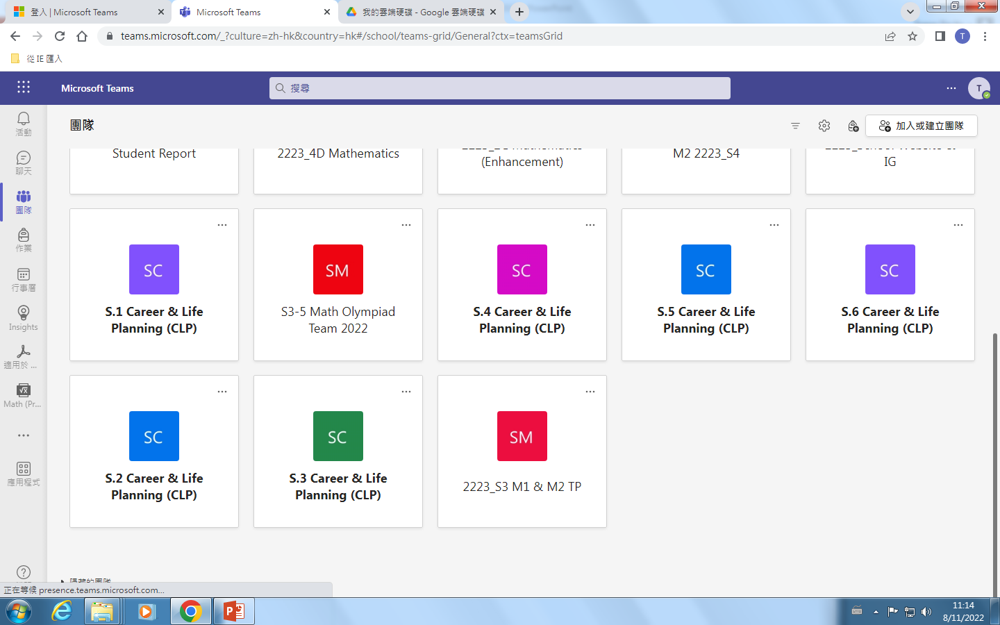 登入 | Microsoft Teams
Microsoft Teams
我的雲端硬碟 - Google 雲端硬碟
teams.microsoft.com/_?culture=zh-hk&country=hk#/school/teams-grid/General?ctx=teamsGrid
T
從 IE 匯入
Microsoft Teams
搜尋
T
團隊
加入或建立團隊
活動
聊天
團隊
作業
行事曆
Insights
適用於 ...
Math (Pr...
應用程式
Student Report
2223_4D Mathematics
(Enhancement)
M2 2223_S4
IG
SC
S.1 Career & Life
Planning (CLP)
SM
S3-5 Math Olympiad
Team 2022
SC
S.4 Career & Life
Planning (CLP)
SC
S.5 Career & Life
Planning (CLP)
SC
S.6 Career & Life
Planning (CLP)
SC
S.2 Career & Life
Planning (CLP)
SC
S.3 Career & Life
Planning (CLP)
SM
2223_S3 M1 & M2 TP
隱藏的團隊
正在等候 presence.teams.microsoft.com...
11:14
8/11/2022